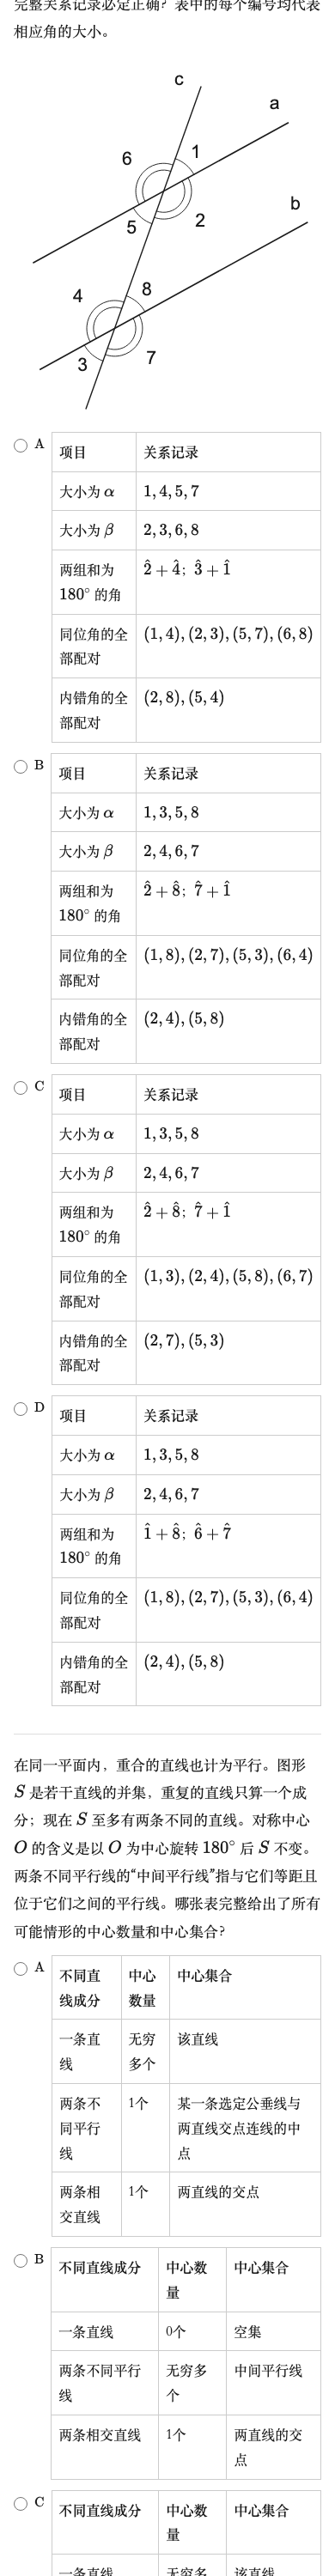 完整关系记录必定正确？表中的每个编号均代表
相应角的大小。
c
a
6
1
b
5
2
4
8
3
7
A
项目 关系记录
大小为 α 1, 4, 5, 7
大小为 β 2, 3, 6, 8
两组和为 2̂ + 4̂；3̂ + 1̂
180° 的角
同位角的全 (1, 4), (2, 3), (5, 7), (6, 8)
部配对
内错角的全 (2, 8), (5, 4)
部配对
B
项目 关系记录
大小为 α 1, 3, 5, 8
大小为 β 2, 4, 6, 7
两组和为 2̂ + 8̂；7̂ + 1̂
180° 的角
同位角的全 (1, 8), (2, 7), (5, 3), (6, 4)
部配对
内错角的全 (2, 4), (5, 8)
部配对
C
项目 关系记录
大小为 α 1, 3, 5, 8
大小为 β 2, 4, 6, 7
两组和为 2̂ + 8̂；7̂ + 1̂
180° 的角
同位角的全 (1, 3), (2, 4), (5, 8), (6, 7)
部配对
内错角的全 (2, 7), (5, 3)
部配对
D
项目 关系记录
大小为 α 1, 3, 5, 8
大小为 β 2, 4, 6, 7
两组和为 1̂ + 8̂；6̂ + 7̂
180° 的角
同位角的全 (1, 8), (2, 7), (5, 3), (6, 4)
部配对
内错角的全 (2, 4), (5, 8)
部配对
在同一平面内，重合的直线也计为平行。图形
S 是若干直线的并集，重复的直线只算一个成
分；现在 S 至多有两条不同的直线。对称中心
O 的含义是以 O 为中心旋转 180° 后 S 不变。
两条不同平行线的“中间平行线”指与它们等距且
位于它们之间的平行线。哪张表完整给出了所有
可能情形的中心数量和中心集合？
A
不同直 中心 中心集合
线成分 数量
一条直 无穷 该直线
线 多个
两条不 1个 某一条选定公垂线与
同平行 两直线交点连线的中
线 点
两条相 1个 两直线的交点
交直线
B
不同直线成分 中心数 中心集合
量
一条直线 0个 空集
两条不同平行 无穷多 中间平行线
线 个
两条相交直线 1个 两直线的交
点
C
不同直线成分 中心数 中心集合
量
一条直线 无穷多 该直线